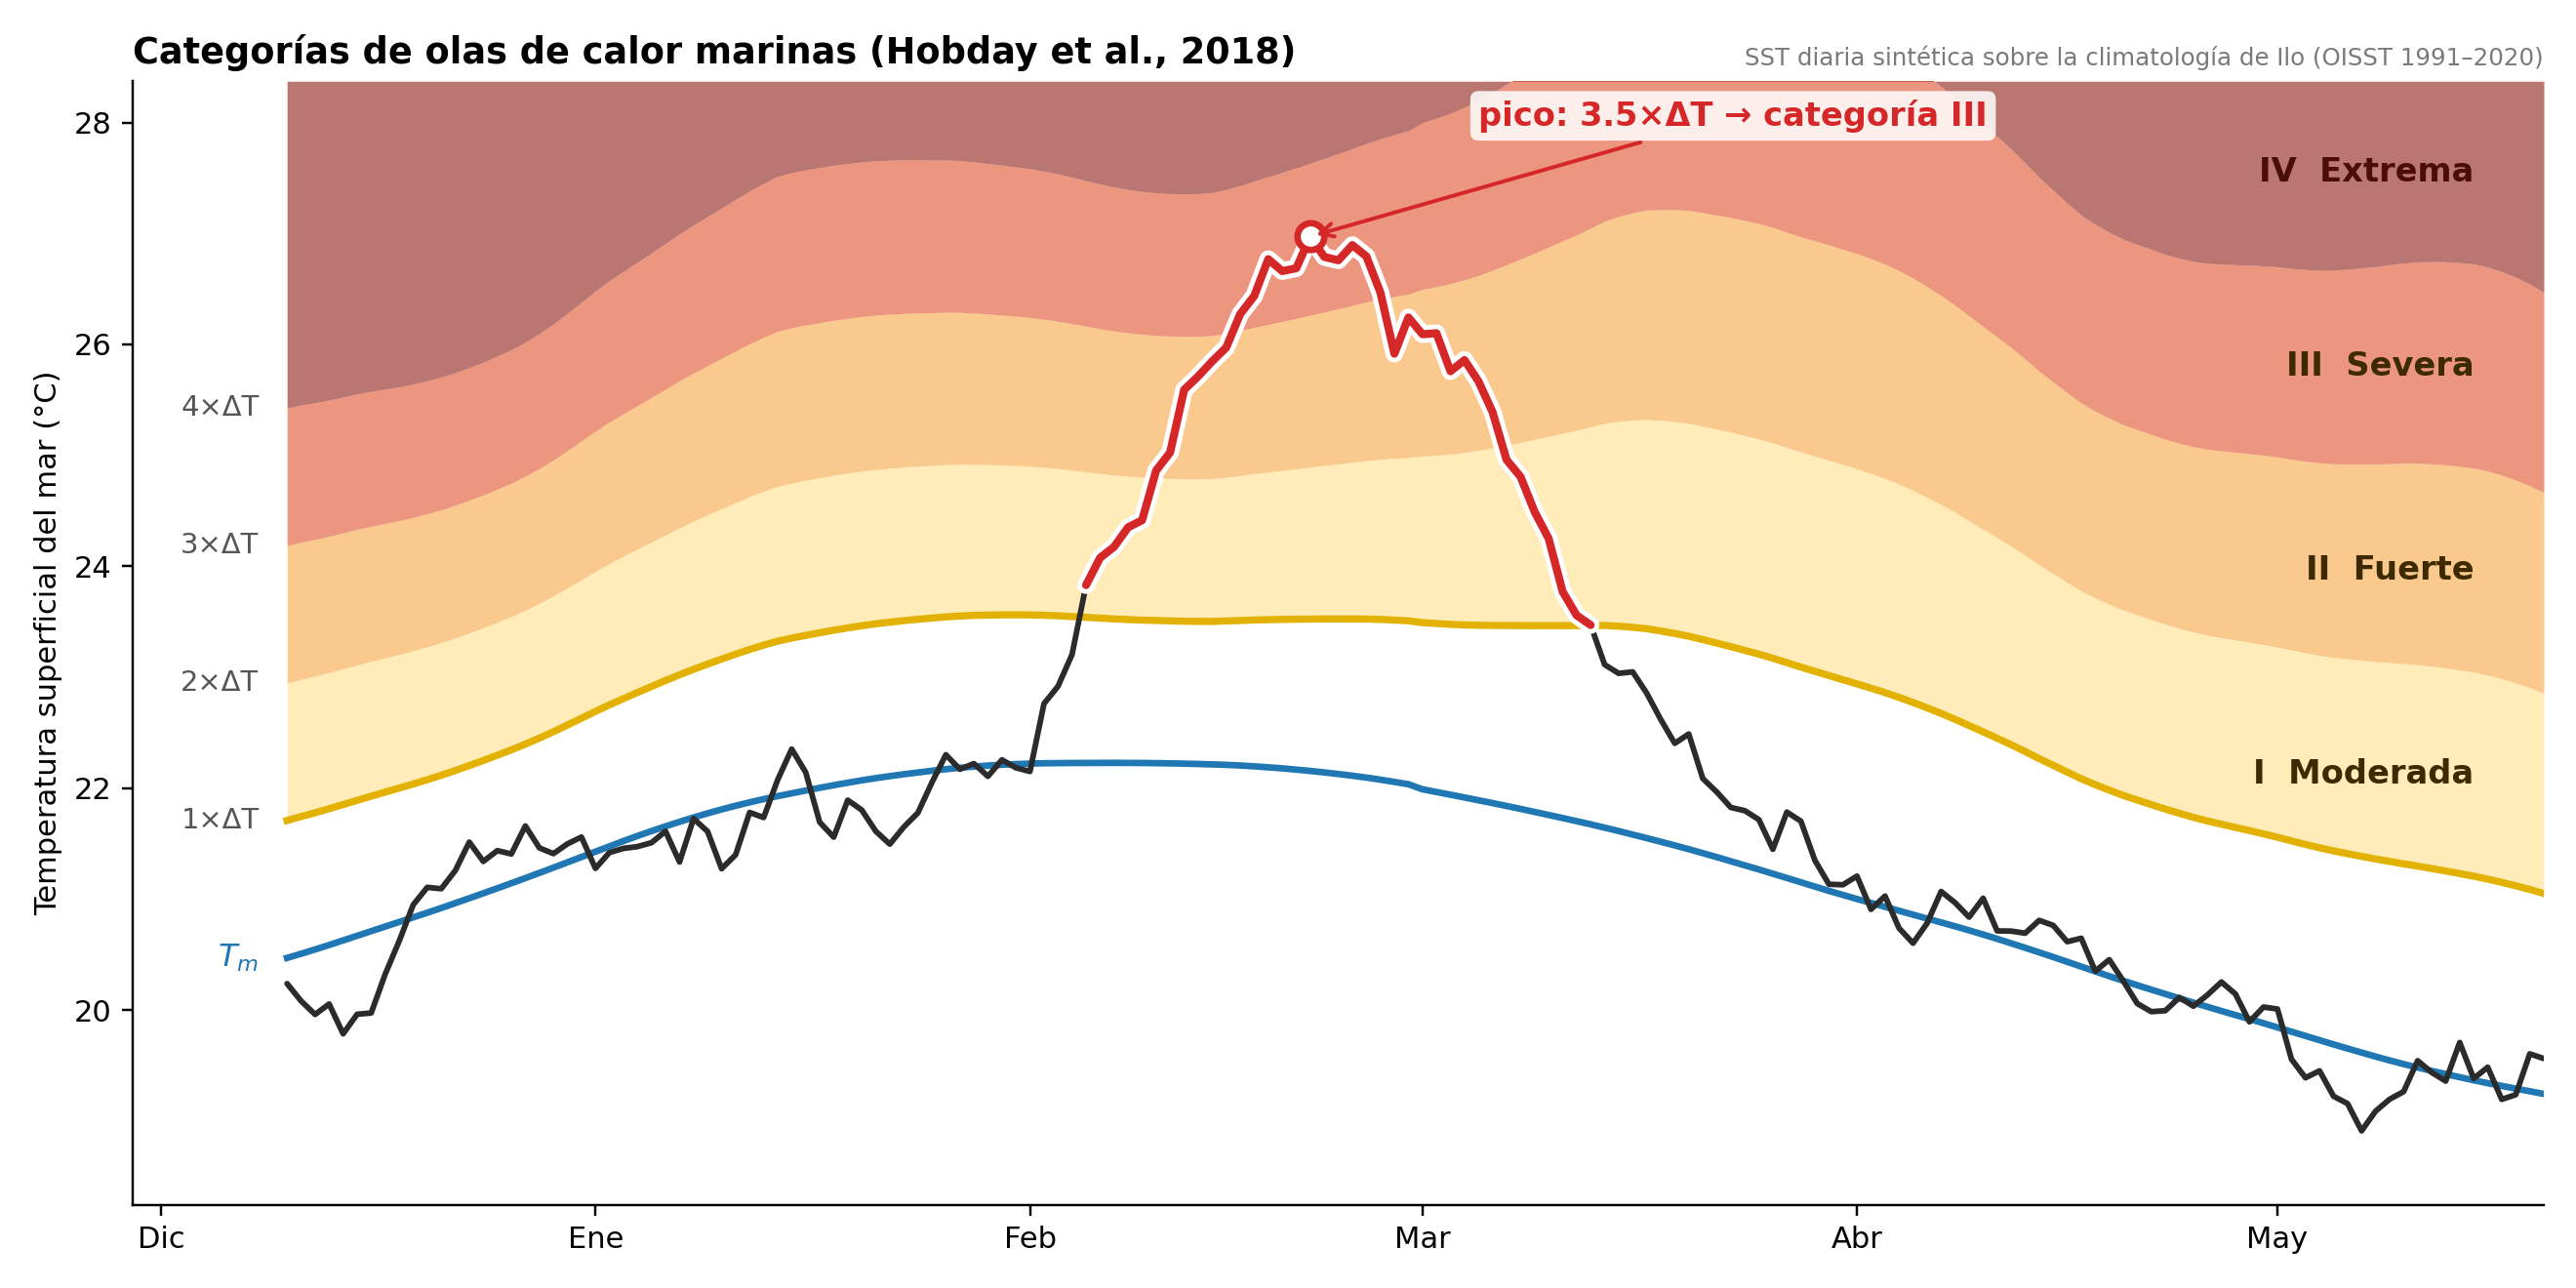 Categorías de olas de calor marinas (Hobday et al., 2018)
SST diaria sintética sobre la climatología de Ilo (OISST 1991–2020)
pico: 3.5×ΔT → categoría III
IV Extrema
III Severa
II Fuerte
I Moderada
4×ΔT
3×ΔT
2×ΔT
1×ΔT
Tm
Temperatura superficial del mar (°C)
28
26
24
22
20
Dic Ene Feb Mar Abr May